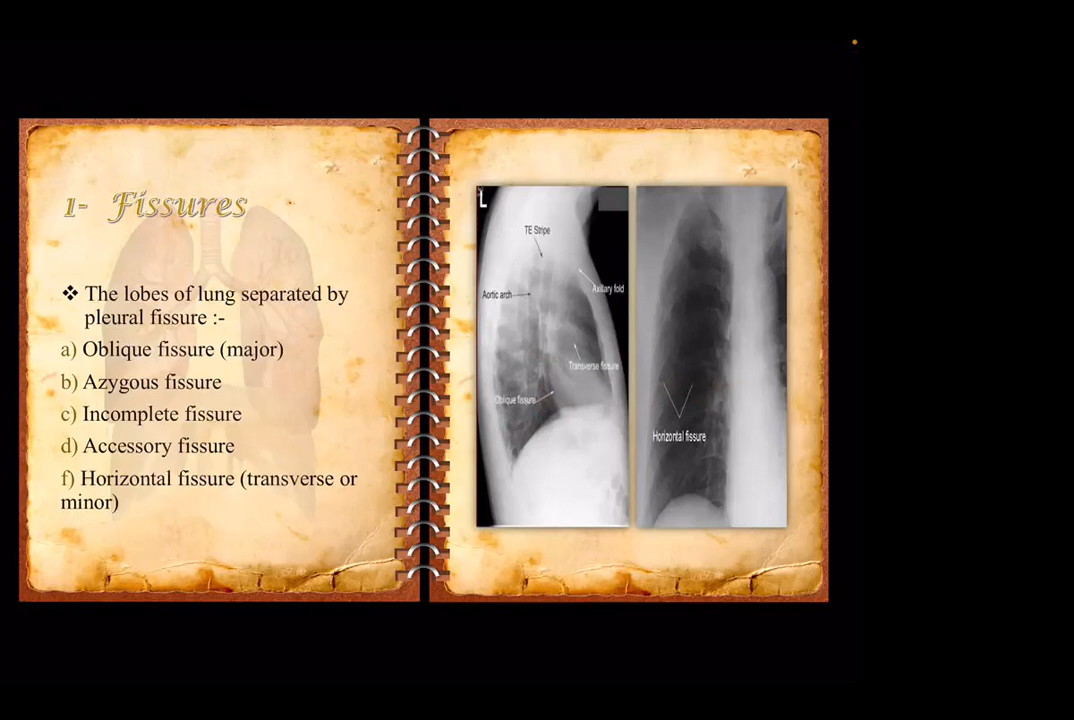 1- Fissures
❖ The lobes of lung separated by
pleural fissure :-
a) Oblique fissure (major)
b) Azygous fissure
c) Incomplete fissure
d) Accessory fissure
f) Horizontal fissure (transverse or
minor)
L
TE Stripe
Axillary fold
Aortic arch
Transverse fissure
Oblique fissure
Horizontal fissure